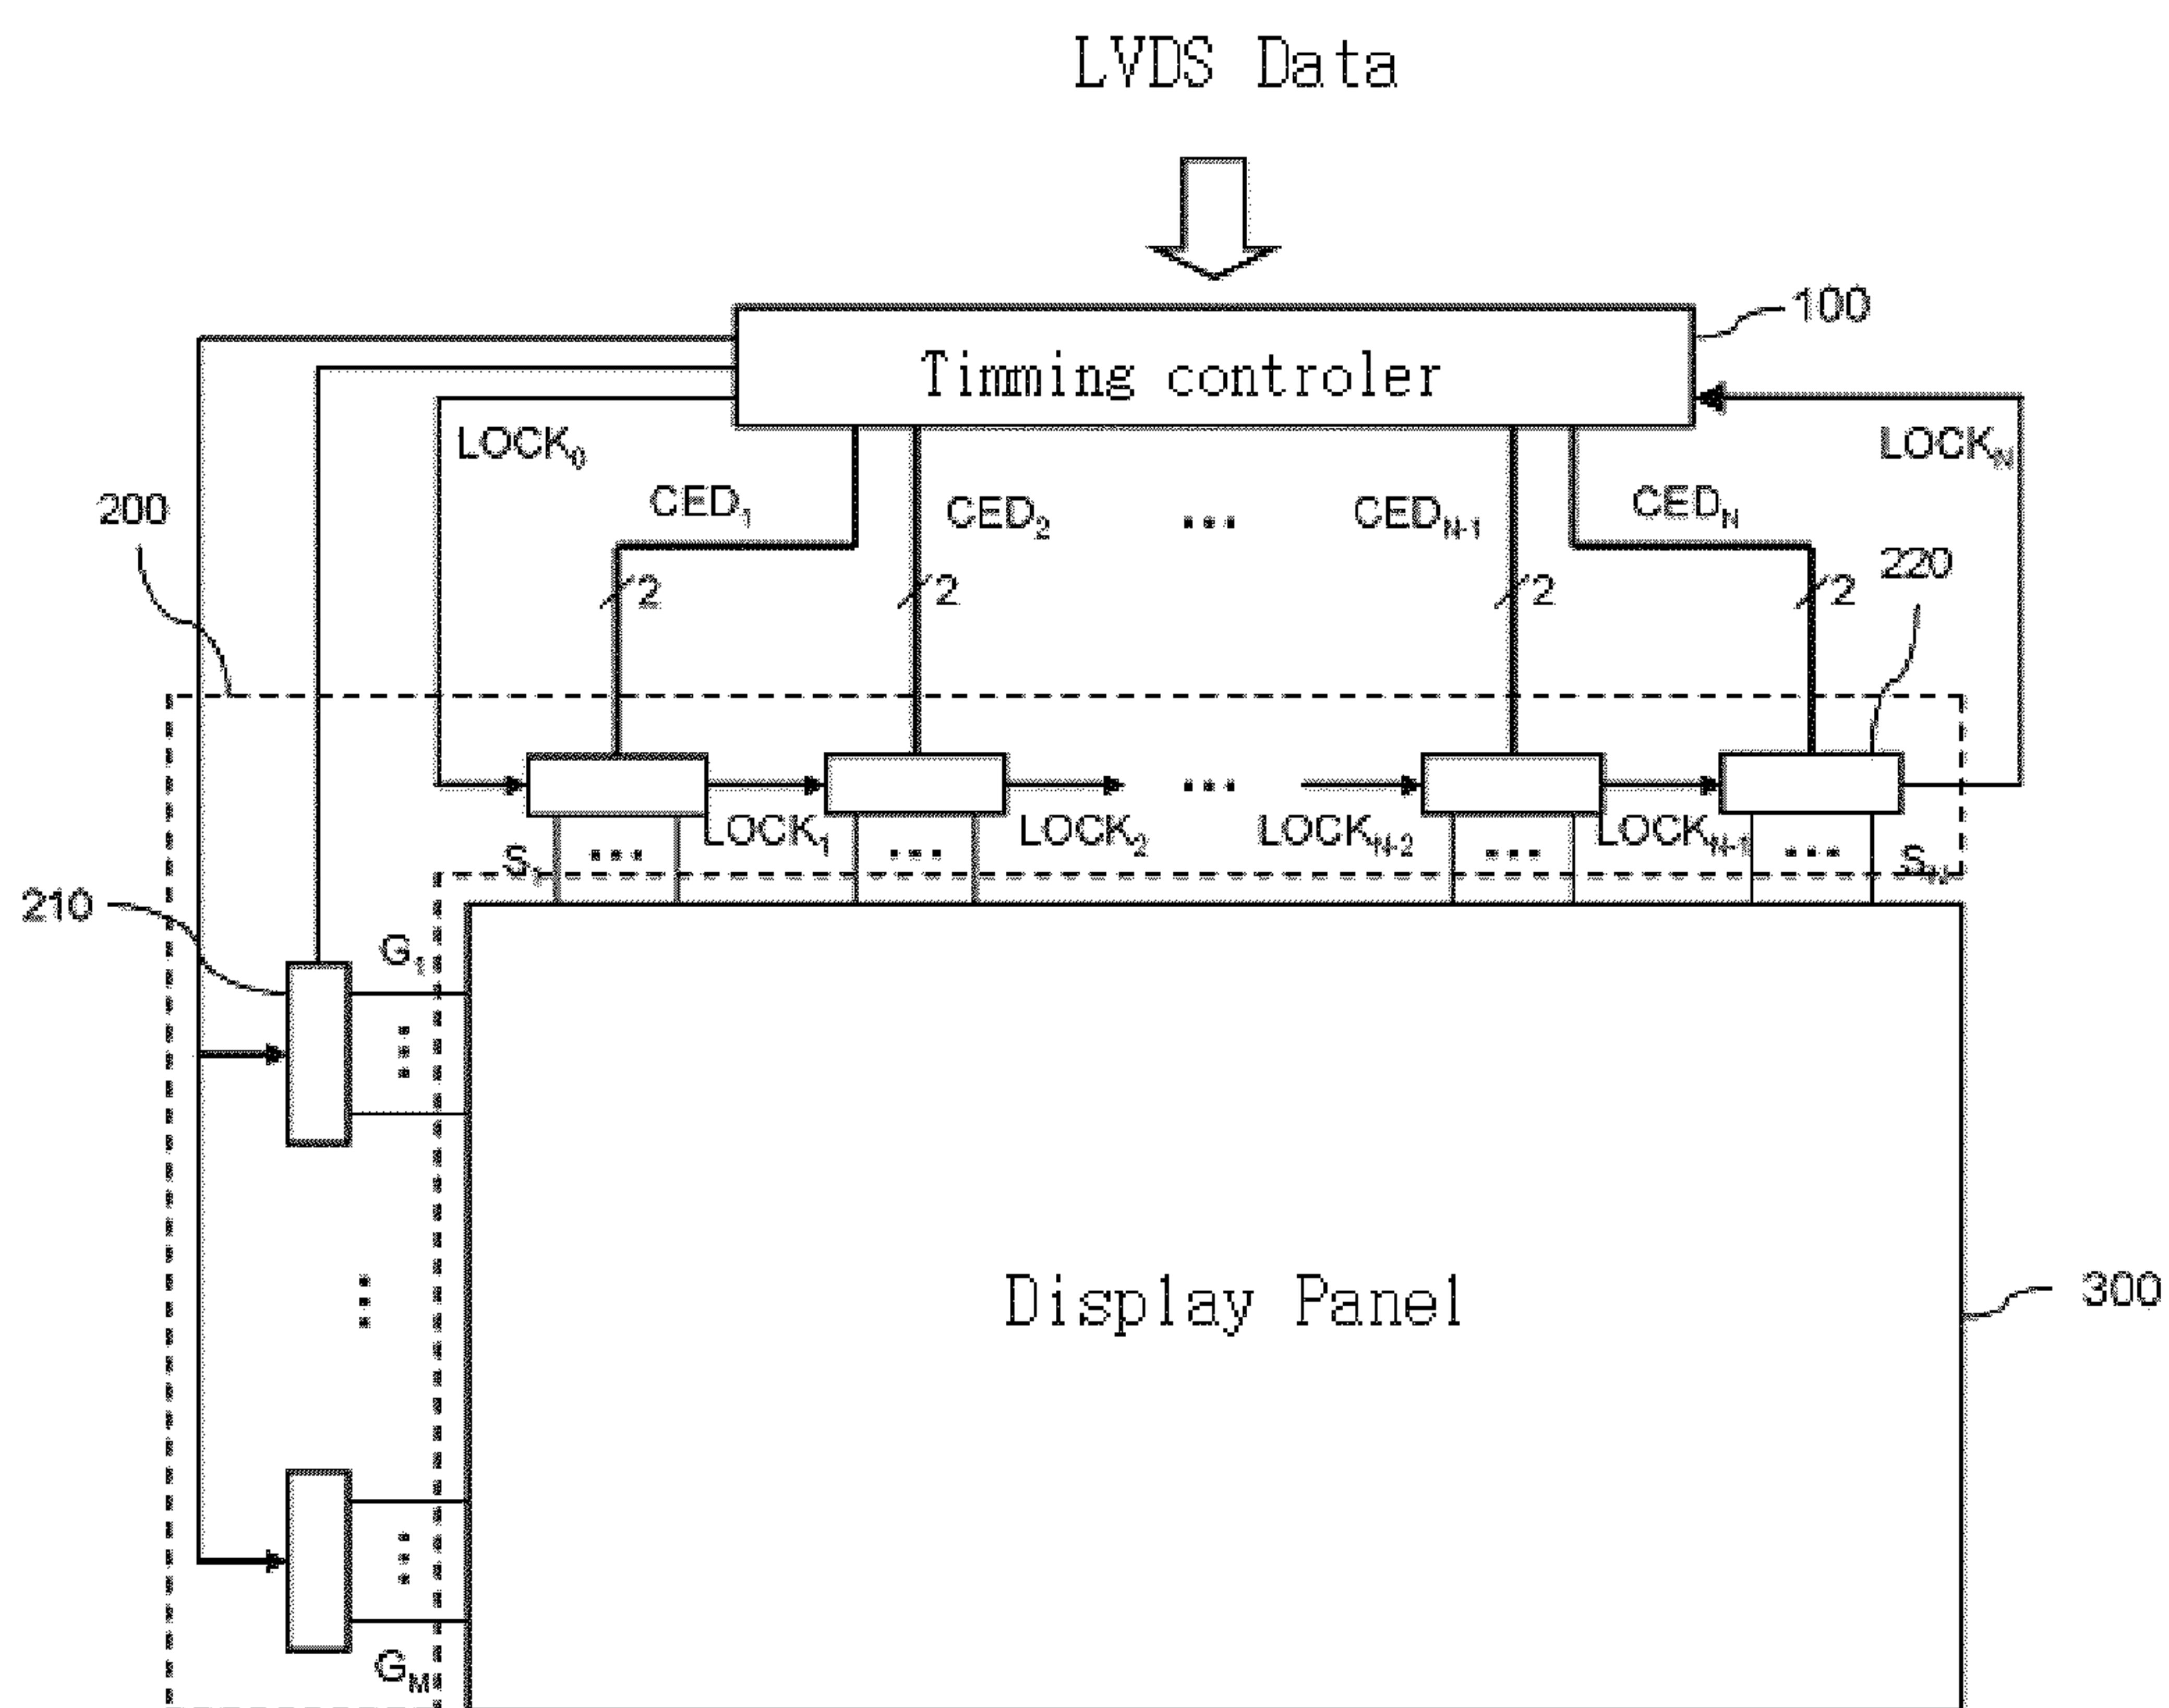 LVDS Data
100
Timming controler
LOCK0
LOCKN
200
CED1
CED2
...
CEDN-1
CEDN
2
2
2
2
220
...
LOCK1
LOCK2
LOCKN-2
LOCKN-1
S1
...
...
...
...
SN
210
G1
...
...
Display Panel
300
...
GM